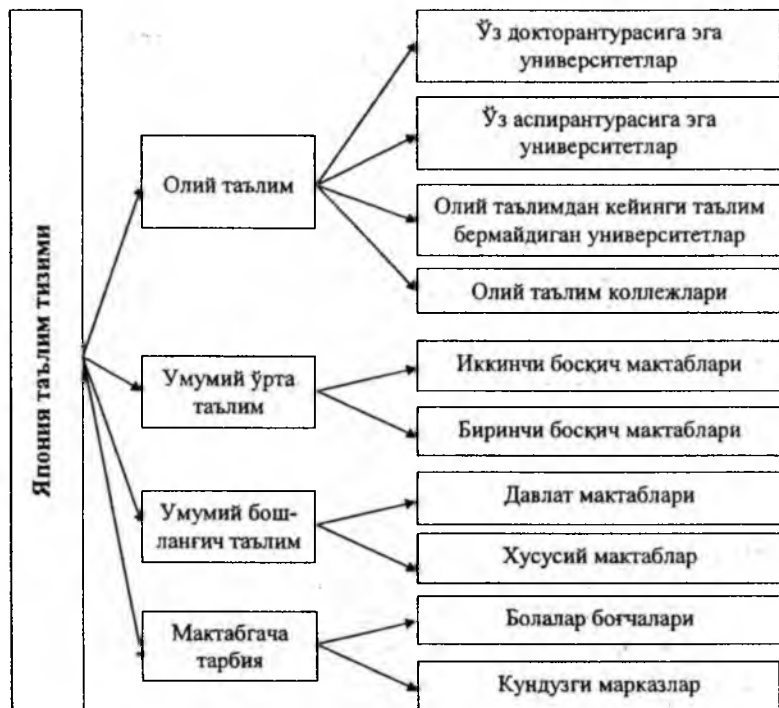 Япония таълим тизими
Олий таълим
Ўз докторантурасига эга
университетлар
Ўз аспирантурасига эга
университетлар
Олий таълимдан кейинги таълим
бермайдиган университетлар
Олий таълим коллежлари
Умумий ўрта
таълим
Иккинчи босқич мактаблари
Биринчи босқич мактаблари
Умумий бош-
ланғич таълим
Давлат мактаблари
Хусусий мактаблар
Мактабгача
тарбия
Болалар боғчалари
Кундузги марказлар